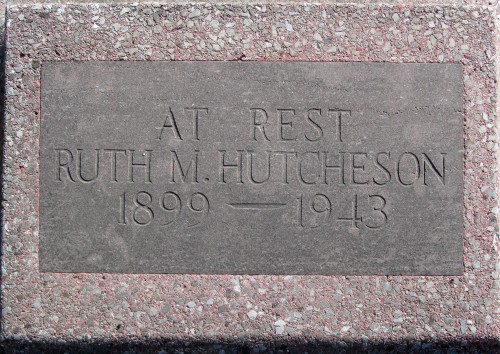 AT REST
RUTH M. HUTCHESON
1899 — 1943